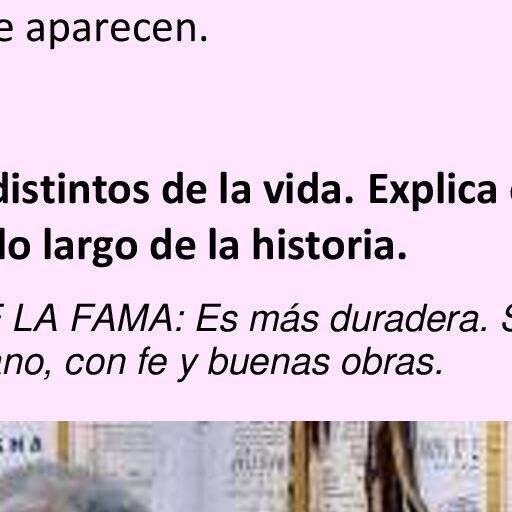 e aparecen.
distintos de la vida. Explica
lo largo de la historia.
LA FAMA: Es más duradera. S
ano, con fe y buenas obras.